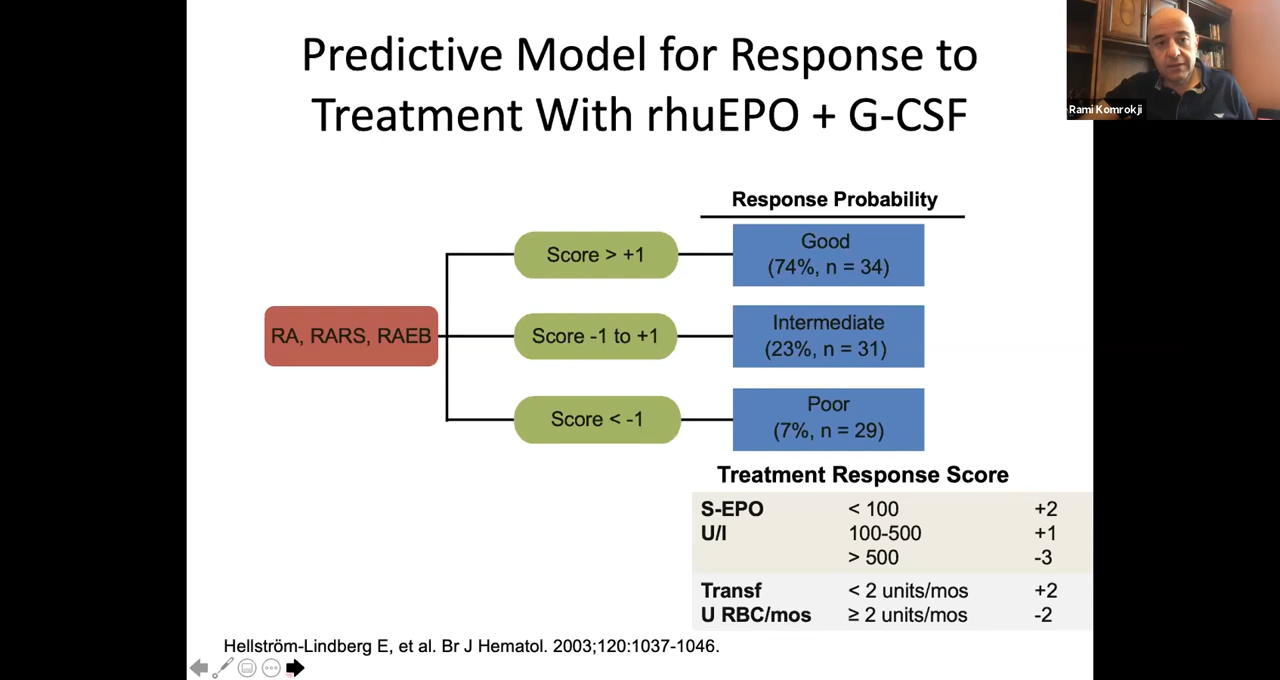 Predictive Model for Response to
Treatment With rhuEPO + G-CSF
Rami Komrokji
Response Probability
Score > +1
Good
(74%, n = 34)
RA, RARS, RAEB
Score -1 to +1
Intermediate
(23%, n = 31)
Score < -1
Poor
(7%, n = 29)
Treatment Response Score
S-EPO < 100 +2
U/I 100-500 +1
> 500 -3
Transf < 2 units/mos +2
U RBC/mos ≥ 2 units/mos -2
Hellström-Lindberg E, et al. Br J Hematol. 2003;120:1037-1046.